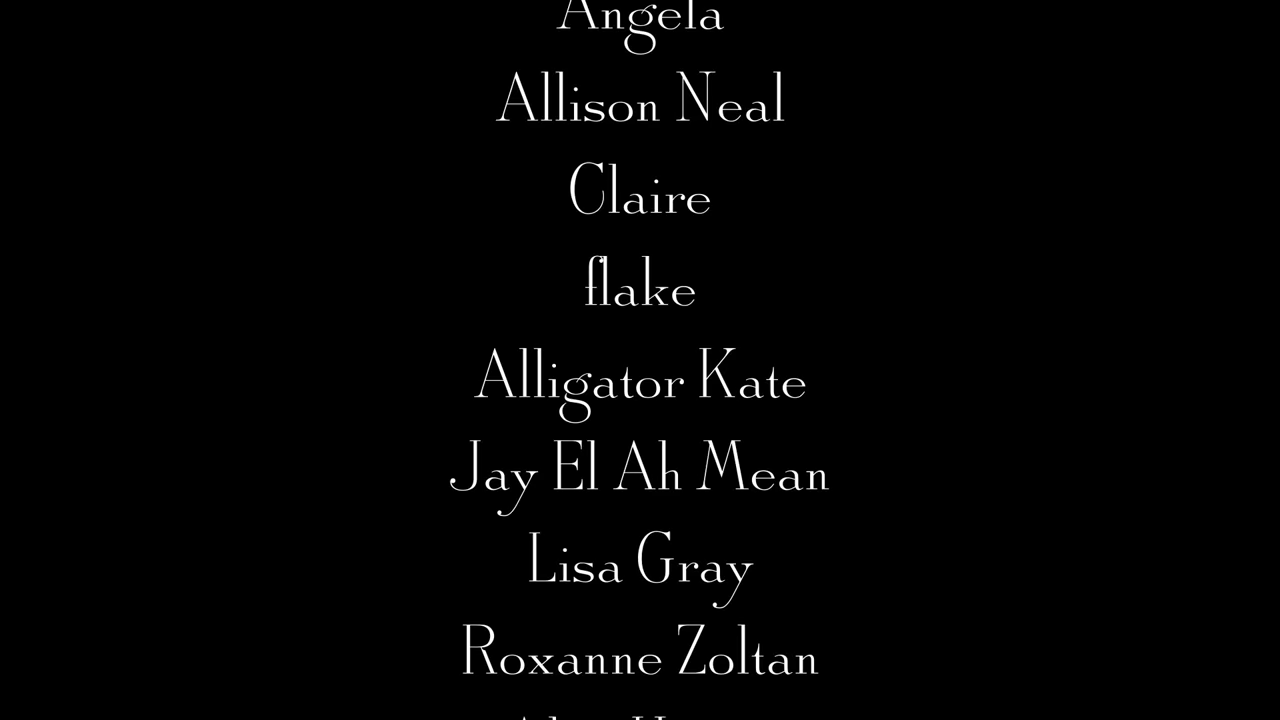 Angela
Allison Neal
Claire
flake
Alligator Kate
Jay El Ah Mean
Lisa Gray
Roxanne Zoltan